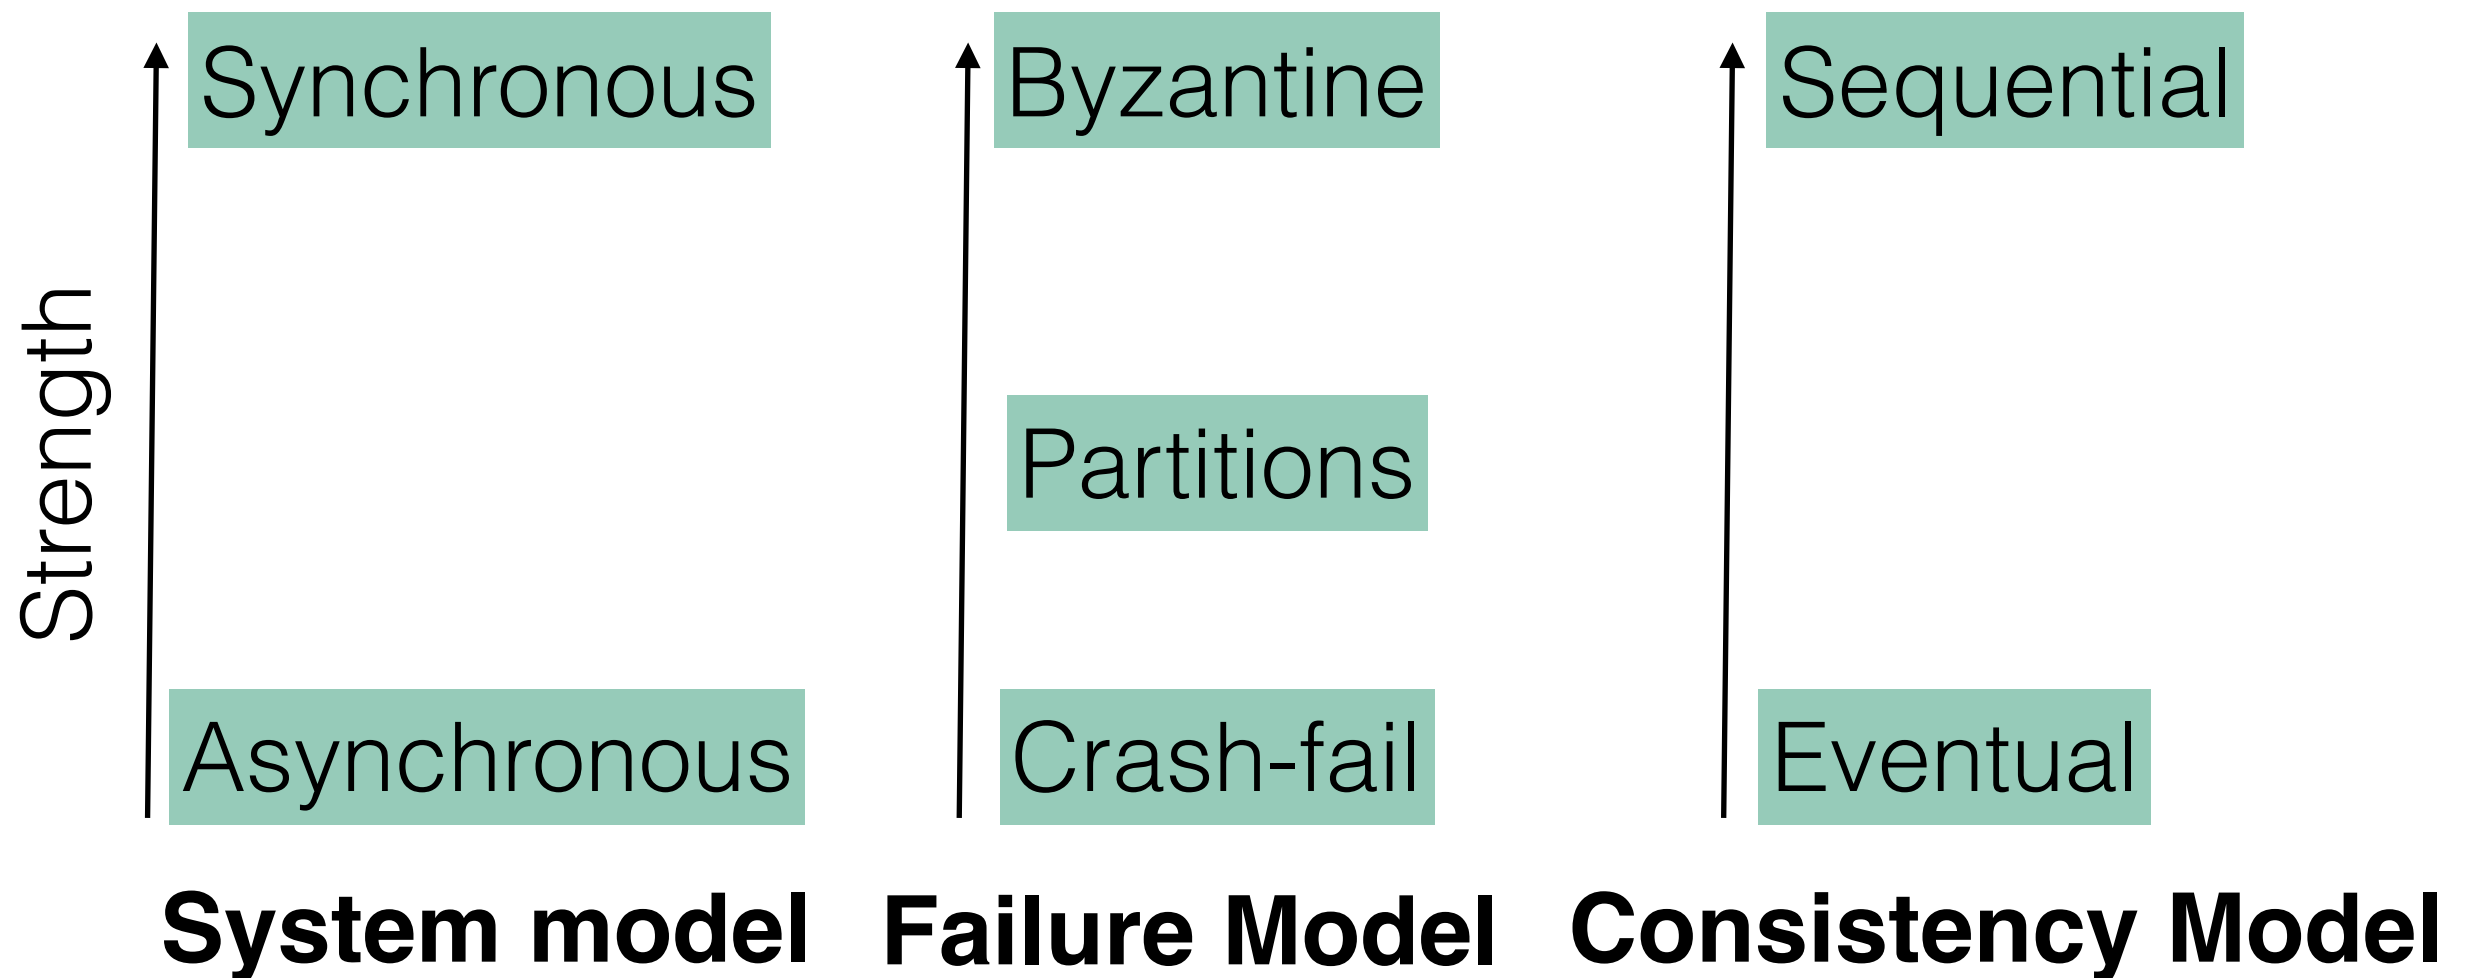 Strength
Synchronous
Asynchronous
System model
Byzantine
Partitions
Crash-fail
Failure Model
Sequential
Eventual
Consistency Model